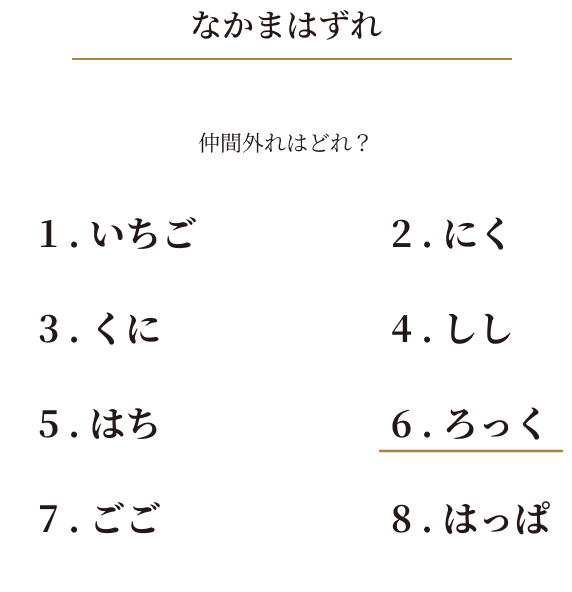 なかまはずれ
仲間外れはどれ？
1 . いちご
2 . にく
3 . くに
4 . しし
5 . はち
6 . ろっく
7 . ごご
8 . はっぱ